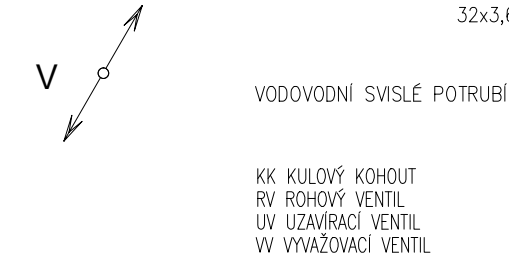 32x3,6
V
VODOVODNÍ SVISLÉ POTRUBÍ
KK KULOVÝ KOHOUT
RV ROHOVÝ VENTIL
UV UZAVÍRACÍ VENTIL
VV VYVAŽOVACÍ VENTIL